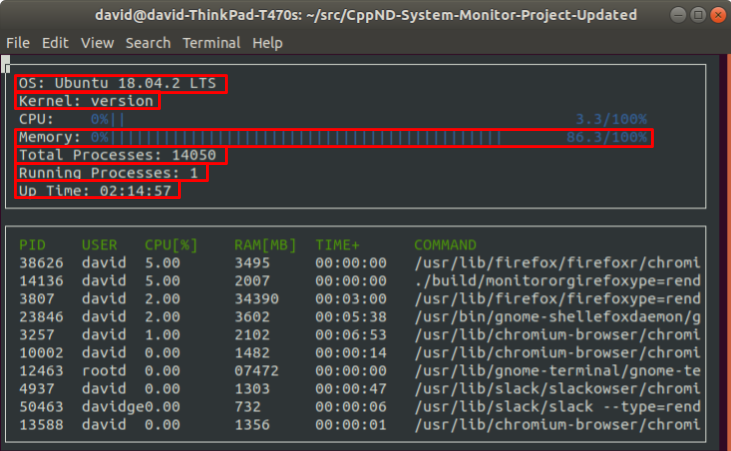 david@david-ThinkPad-T470s: ~/src/CppND-System-Monitor-Project-Updated
File Edit View Search Terminal Help
OS: Ubuntu 18.04.2 LTS
Kernel: version
CPU: 0%|| 3.3/100%
Memory: 0%|||||||||||||||||||||||||||||||||||||||||||| 86.3/100%
Total Processes: 14050
Running Processes: 1
Up Time: 02:14:57
PID USER CPU[%] RAM[MB] TIME+ COMMAND
38626 david 5.00 3495 00:00:00 /usr/lib/firefox/firefoxr/chromi
14136 david 5.00 2007 00:00:00 ./build/monitororgirefoxype=rend
3807 david 2.00 34390 00:03:00 /usr/lib/firefox/firefoxype=rend
23846 david 2.00 3602 00:05:38 /usr/bin/gnome-shellefoxdaemon/g
3257 david 1.00 2102 00:06:53 /usr/lib/chromium-browser/chromi
10002 david 0.00 1482 00:00:14 /usr/lib/chromium-browser/chromi
12463 rootd 0.00 07472 00:00:00 /usr/lib/gnome-terminal/gnome-te
4937 david 0.00 1303 00:00:47 /usr/lib/slack/slackowser/chromi
50463 davidge0.00 732 00:00:06 /usr/lib/slack/slack --type=rend
13588 david 0.00 1356 00:00:01 /usr/lib/chromium-browser/chromi